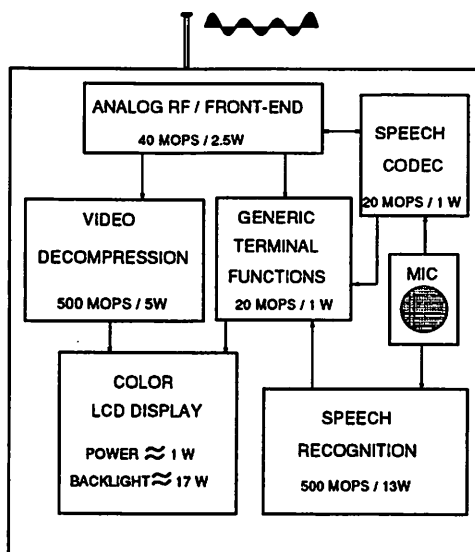 ANALOG RF / FRONT-END
40 MOPS / 2.5W
SPEECH
CODEC
20 MOPS / 1 W
VIDEO
DECOMPRESSION
500 MOPS / 5W
GENERIC
TERMINAL
FUNCTIONS
20 MOPS / 1 W
MIC
COLOR
LCD DISPLAY
POWER ≈ 1 W
BACKLIGHT ≈ 17 W
SPEECH
RECOGNITION
500 MOPS / 13W